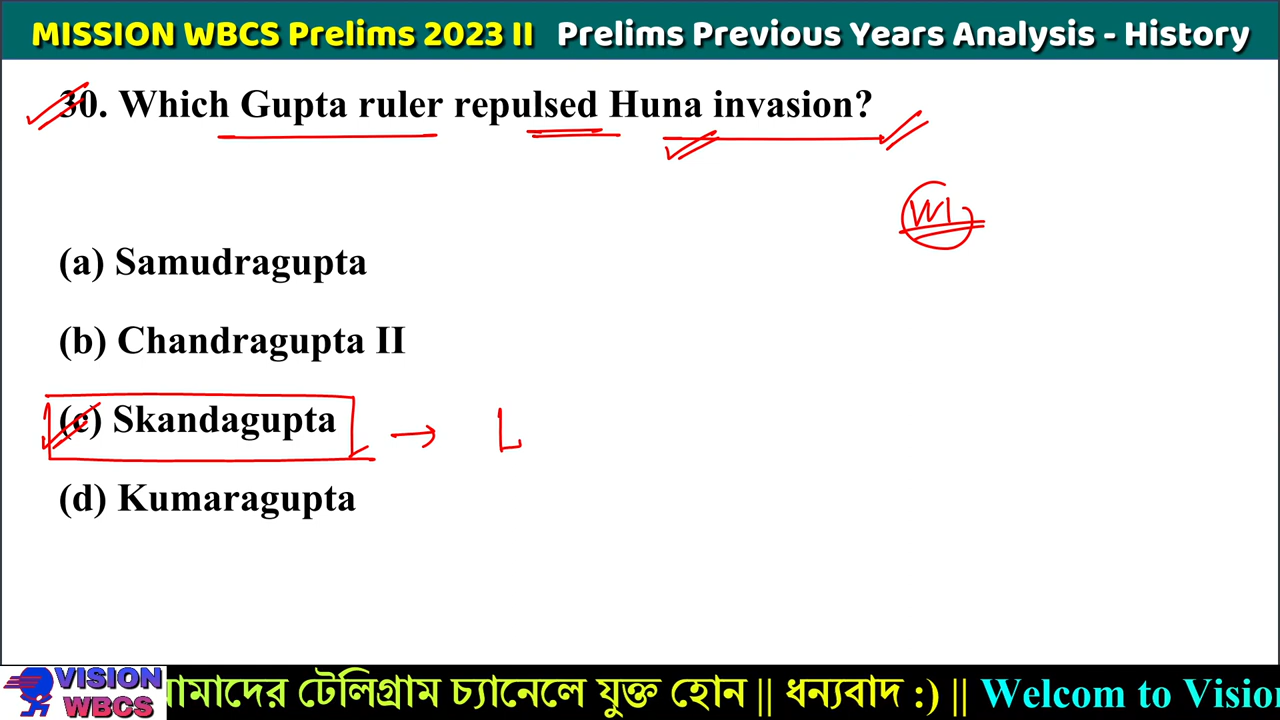 MISSION WBCS Prelims 2023 II Prelims Previous Years Analysis - History
30. Which Gupta ruler repulsed Huna invasion?
(a) Samudragupta
(b) Chandragupta II
(c) Skandagupta
(d) Kumaragupta
VISION
WBCS
টেলিগ্রাম চ্যানেলে যুক্ত হোন || ধন্যবাদ :) || Welcom to